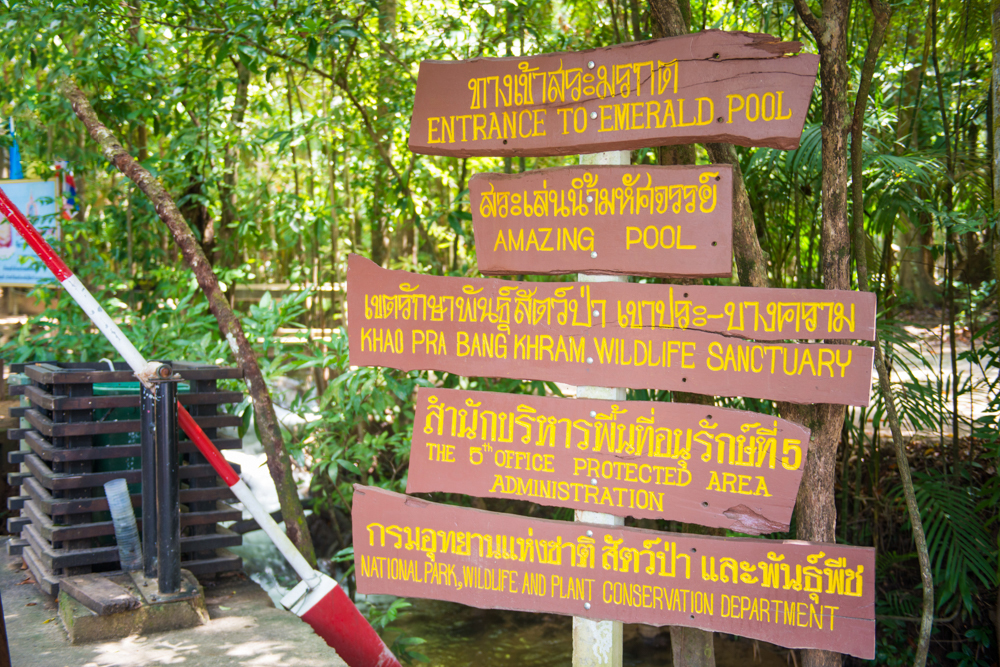 ทางเข้าสระมรกต
ENTRANCE TO EMERALD POOL
สระเล่นน้ำมหัศจรรย์
AMAZING POOL
เขตรักษาพันธุ์สัตว์ป่า เขาประ-บางคราม
KHAO PRA BANG KHRAM WILDLIFE SANCTUARY
สำนักบริหารพื้นที่อนุรักษ์ที่ 5
THE 5th OFFICE PROTECTED AREA
ADMINISTRATION
กรมอุทยานแห่งชาติ สัตว์ป่า และพันธุ์พืช
NATIONAL PARK, WILDLIFE AND PLANT CONSERVATION DEPARTMENT